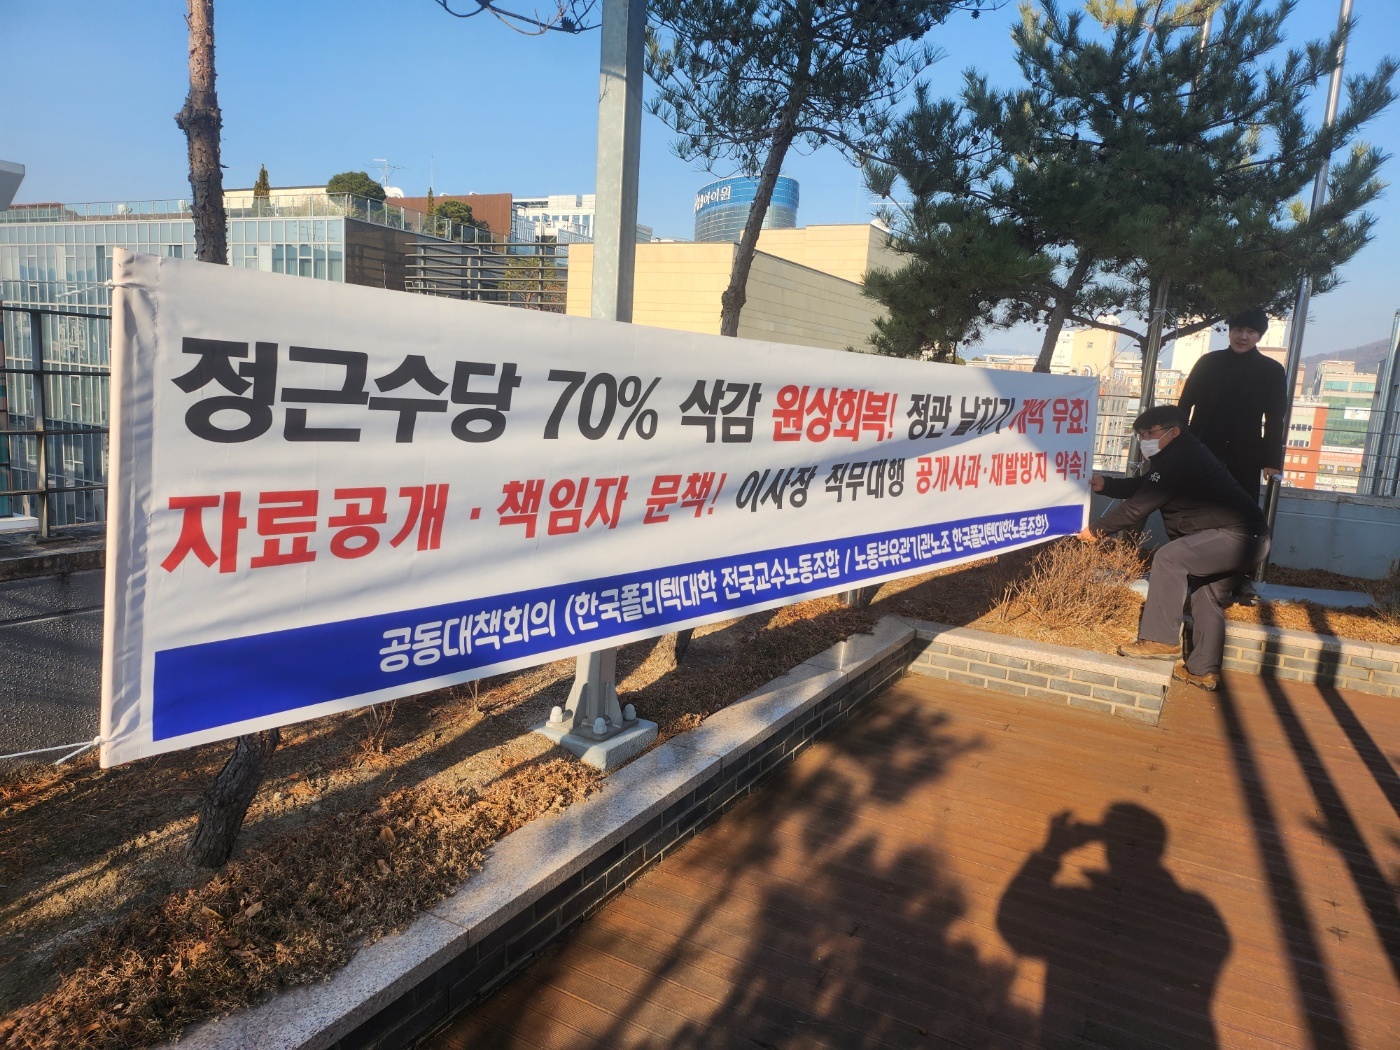 아이원
정근수당 70% 삭감 원상회복! 정관 날치기 개악 무효!
자료공개 · 책임자 문책! 이사장 직무대행 공개사과·재발방지 약속!
공동대책회의 (한국폴리텍대학 전국교수노동조합 / 노동부유관기관노조 한국폴리텍대학노동조합)